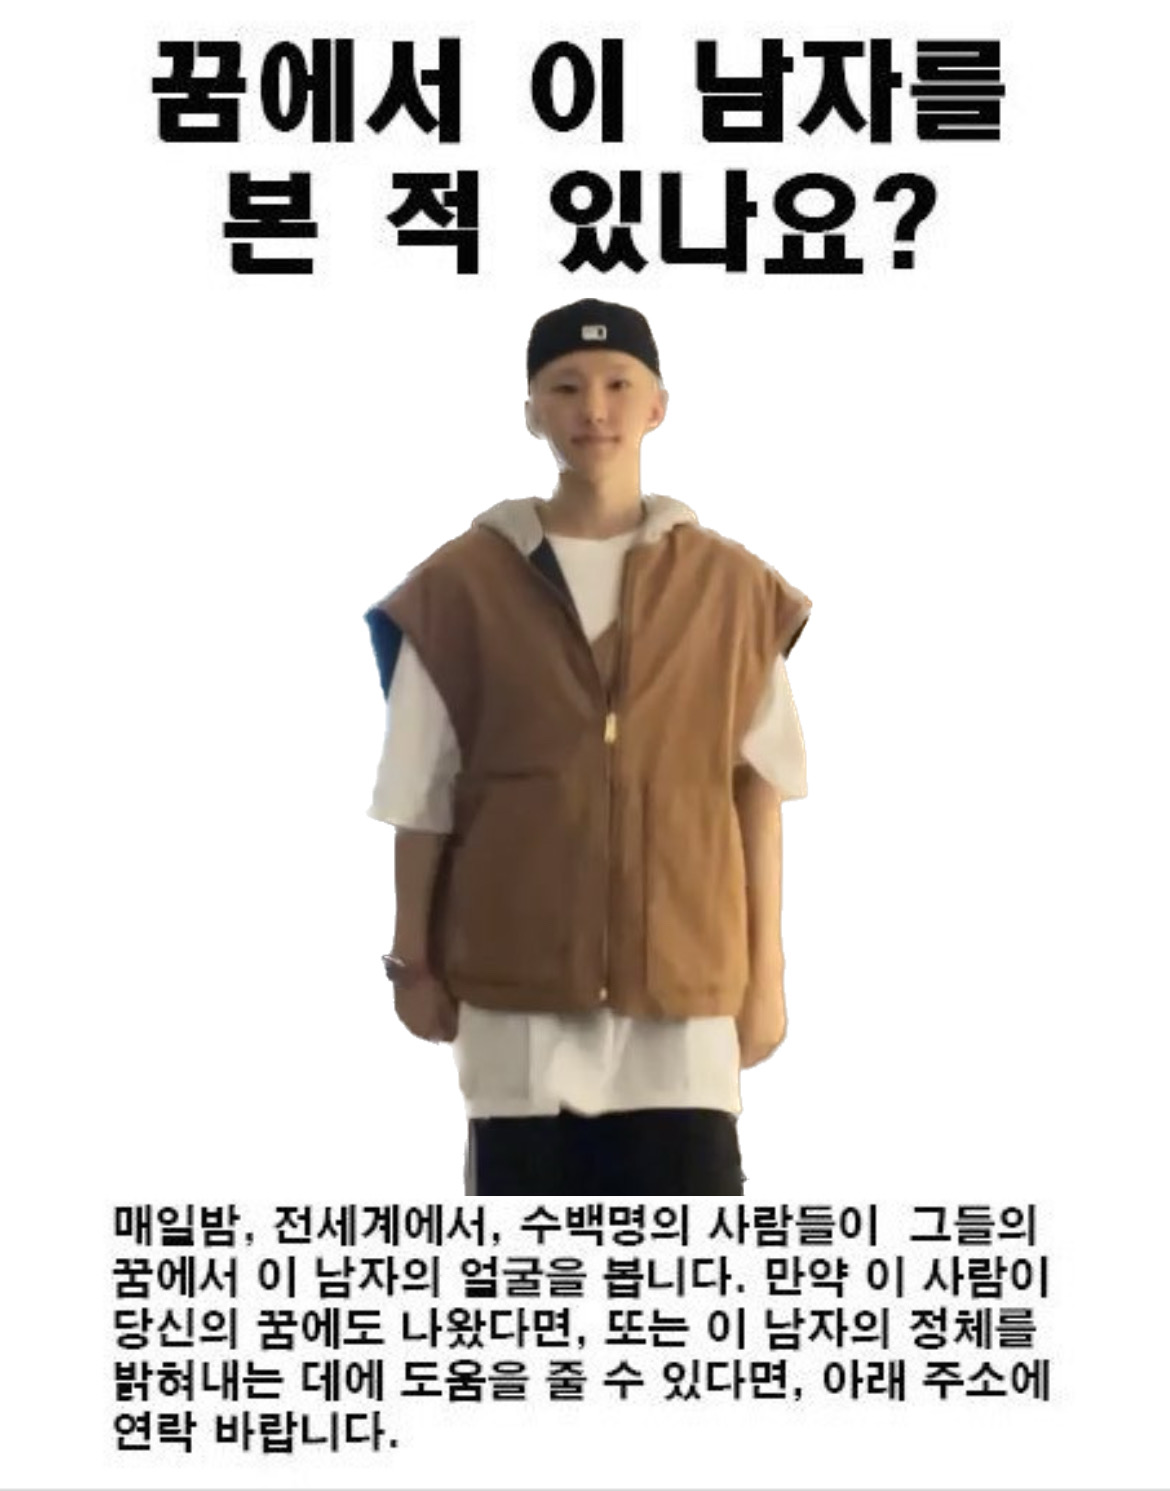 꿈에서 이 남자를
본 적 있나요?
매일밤, 전세계에서, 수백명의 사람들이 그들의
꿈에서 이 남자의 얼굴을 봅니다. 만약 이 사람이
당신의 꿈에도 나왔다면, 또는 이 남자의 정체를
밝혀내는 데에 도움을 줄 수 있다면, 아래 주소에
연락 바랍니다.